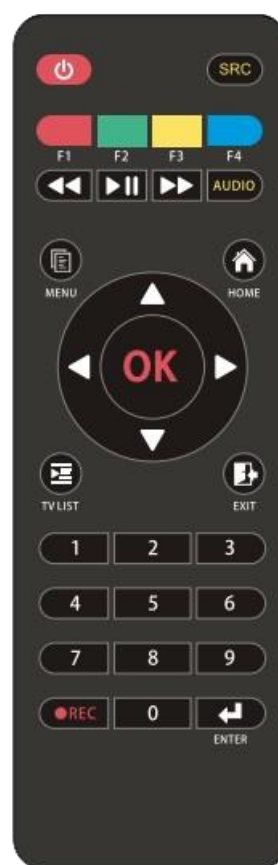 SRC
F1 F2 F3 F4
AUDIO
MENU HOME
OK
TV LIST EXIT
1 2 3
4 5 6
7 8 9
REC 0
ENTER